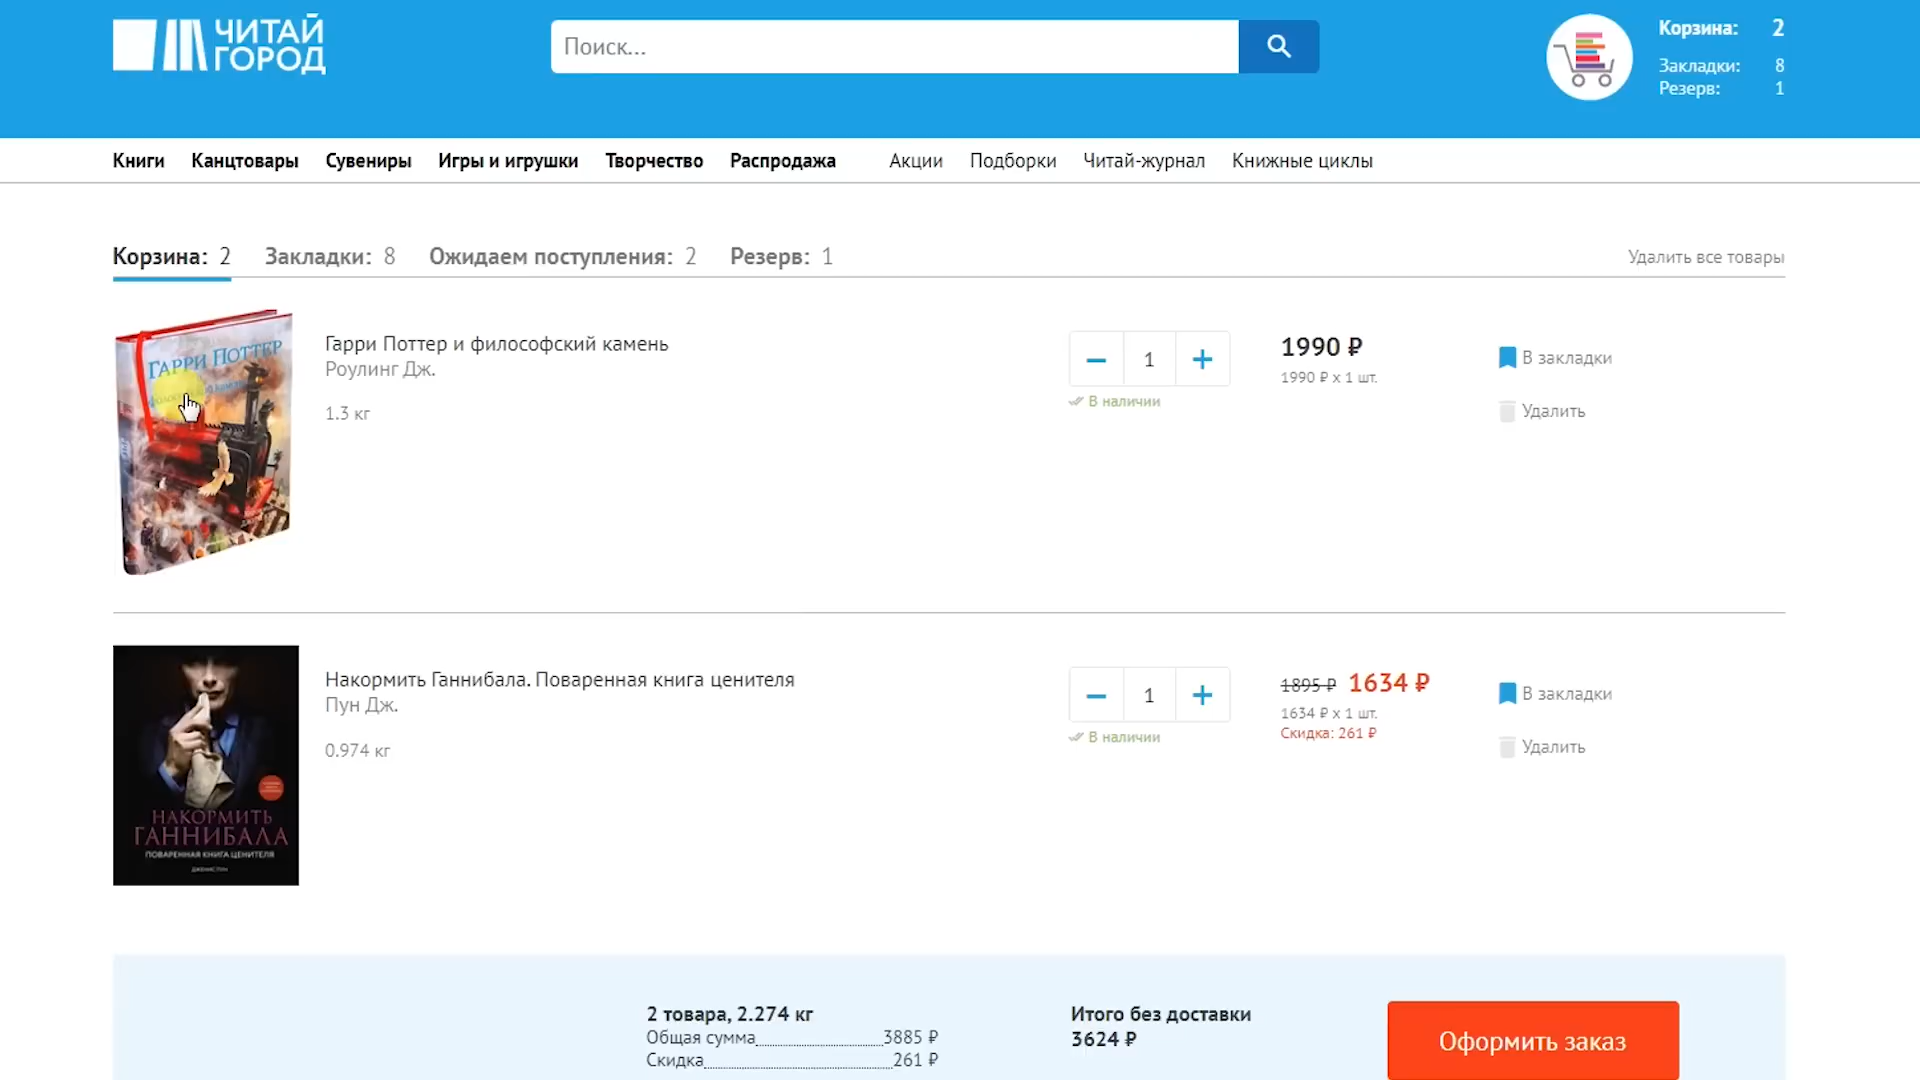 ЧИТАЙ
ГОРОД
Поиск...
Корзина: 2
Закладки: 8
Резерв: 1
Книги Канцтовары Сувениры Игры и игрушки Творчество Распродажа Акции Подборки Читай-журнал Книжные циклы
Корзина: 2 Закладки: 8 Ожидаем поступления: 2 Резерв: 1 Удалить все товары
ГАРРИ ПОТТЕР
Гарри Поттер и философский камень
Роулинг Дж.
1.3 кг
1
В наличии
1990 ₽
1990 ₽ x 1 шт.
В закладки
Удалить
НАКОРМИТЬ
ГАННИБАЛА
ПОВАРЕННАЯ КНИГА ЦЕНИТЕЛЯ
ДЖЕНИС ПУН
Накормить Ганнибала. Поваренная книга ценителя
Пун Дж.
0.974 кг
1
В наличии
1895 ₽ 1634 ₽
1634 ₽ x 1 шт.
Скидка: 261 ₽
В закладки
Удалить
2 товара, 2.274 кг
Общая сумма 3885 ₽
Скидка 261 ₽
Итого без доставки
3624 ₽
Оформить заказ